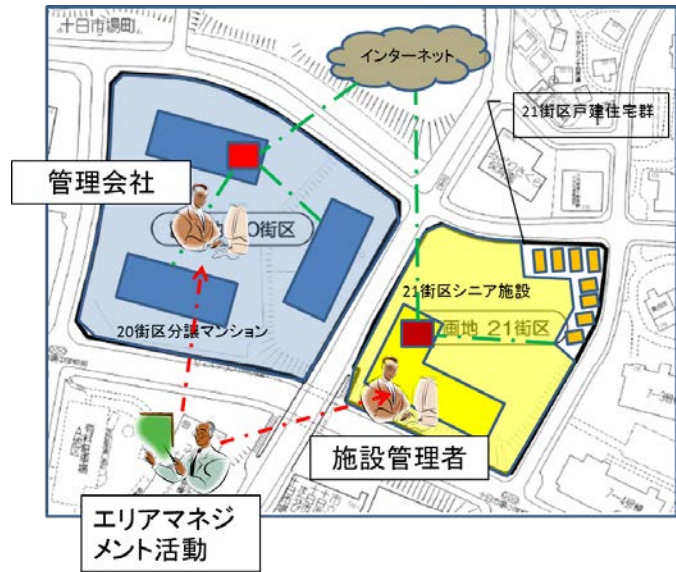 十日市場町
インターネット
21街区戸建住宅群
管理会社
0街区
21街区シニア施設
画地 21街区
20街区分譲マンション
施設管理者
エリアマネジ
メント活動